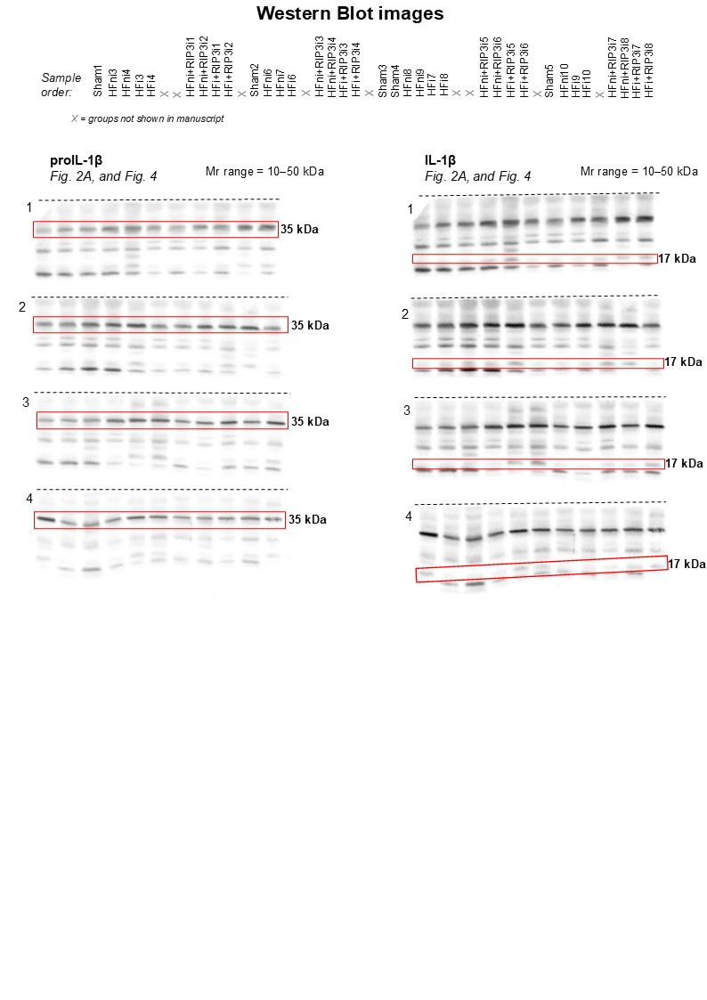 Western Blot images
Sample order: Sham1 HFni3 HFni4 HFi3 HFi4 X X HFni+RIP3i1 HFni+RIP3i2 HFi+RIP3i1 HFi+RIP3i2 X Sham2 HFni6 HFni7 HFi6 X HFni+RIP3i3 HFni+RIP3i4 HFi+RIP3i3 HFi+RIP3i4 X Sham3 Sham4 HFni8 HFni9 HFi7 HFi8 X X HFni+RIP3i5 HFni+RIP3i6 HFi+RIP3i5 HFi+RIP3i6 X Sham5 HFni10 HFi9 HFi10 X HFni+RIP3i7 HFni+RIP3i8 HFi+RIP3i7 HFi+RIP3i8
X = groups not shown in manuscript
proIL-1β
Fig. 2A, and Fig. 4
Mr range = 10–50 kDa
1
35 kDa
2
35 kDa
3
35 kDa
4
35 kDa
IL-1β
Fig. 2A, and Fig. 4
Mr range = 10–50 kDa
1
17 kDa
2
17 kDa
3
17 kDa
4
17 kDa